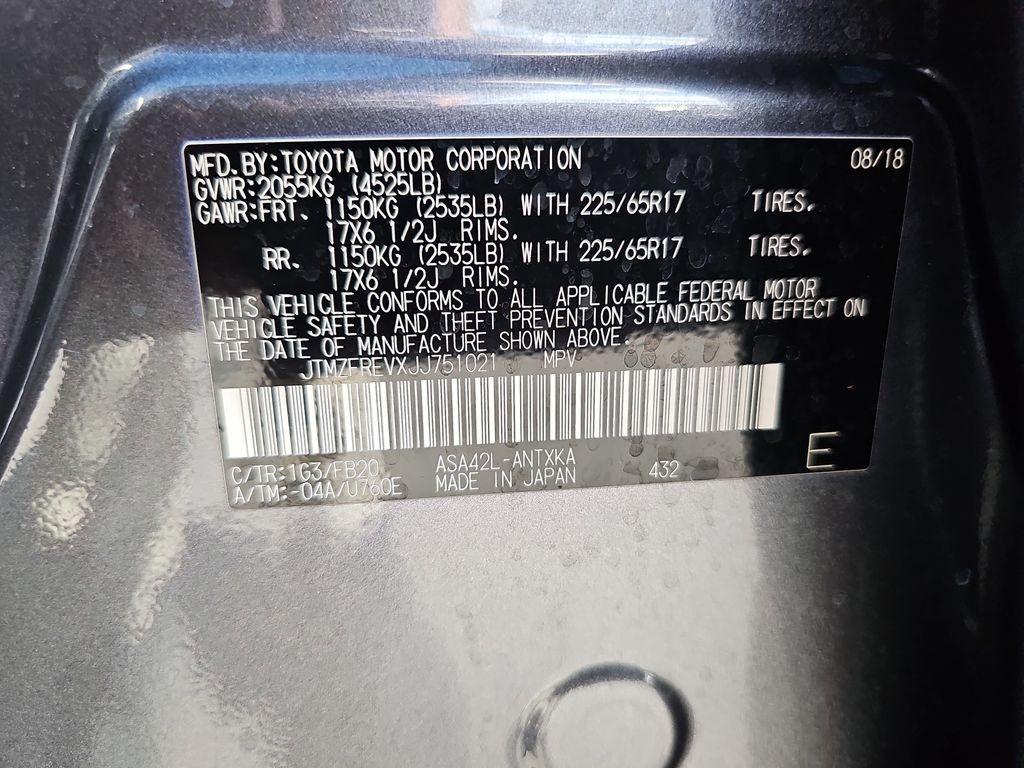 MFD.BY:TOYOTA MOTOR CORPORATION 08/18
GVWR:2055KG (4525LB)
GAWR:FRT. 1150KG (2535LB) WITH 225/65R17 TIRES.
17X6 1/2J RIMS.
RR. 1150KG (2535LB) WITH 225/65R17 TIRES.
17X6 1/2J RIMS.
THIS VEHICLE CONFORMS TO ALL APPLICABLE FEDERAL MOTOR
VEHICLE SAFETY AND THEFT PREVENTION STANDARDS IN EFFECT ON
THE DATE OF MANUFACTURE SHOWN ABOVE.
JTMZFREVXJJ751021 MPV
C/TR:1G3/FB20 ASA42L-ANTXKA 432 E
A/TM:-04A/U760E MADE IN JAPAN